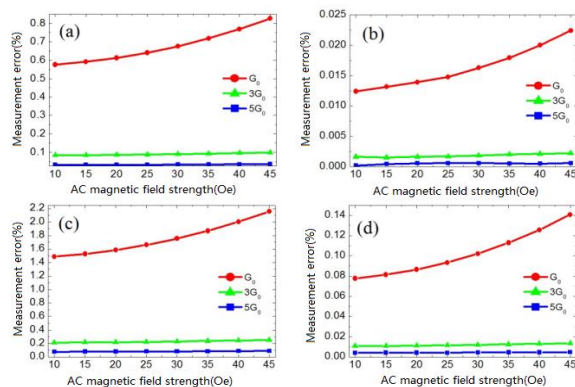 (a)
Measurement error(%)
0.8
0.7
0.6
0.5
0.4
0.3
0.2
0.1
G₀
3G₀
5G₀
10 15 20 25 30 35 40 45
AC magnetic field strength(Oe)
(b)
Measurement error(%)
0.025
0.020
0.015
0.010
0.005
0.000
G₀
3G₀
5G₀
10 15 20 25 30 35 40 45
AC magnetic field strength(Oe)
(c)
Measurement error(%)
2.2
2.0
1.8
1.6
1.4
1.2
1.0
0.8
0.6
0.4
0.2
0.0
G₀
3G₀
5G₀
10 15 20 25 30 35 40 45
AC magnetic field strength(Oe)
(d)
Measurement error(%)
0.14
0.12
0.10
0.08
0.06
0.04
0.02
0.00
G₀
3G₀
5G₀
10 15 20 25 30 35 40 45
AC magnetic field strength(Oe)